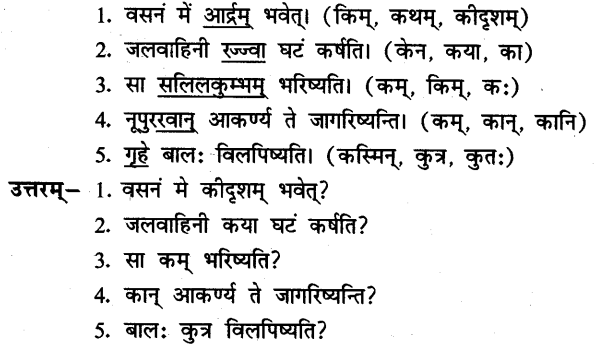 1. वसनं में आर्द्रम् भवेत्। (किम्, कथम्, कीदृशम्)
2. जलवाहिनी रज्ज्वा घटं कर्षति। (केन, कया, का)
3. सा सलिलकुम्भम् भरिष्यति। (कम्, किम्, कः)
4. नूपुररवान् आकर्ण्य ते जागरिष्यन्ति। (कम्, कान्, कानि)
5. गृहे बालः विलपिष्यति। (कस्मिन्, कुत्र, कुतः)
उत्तरम्– 1. वसनं मे कीदृशम् भवेत्?
2. जलवाहिनी कया घटं कर्षति?
3. सा कम् भरिष्यति?
4. कान् आकर्ण्य ते जागरिष्यन्ति?
5. बालः कुत्र विलपिष्यति?